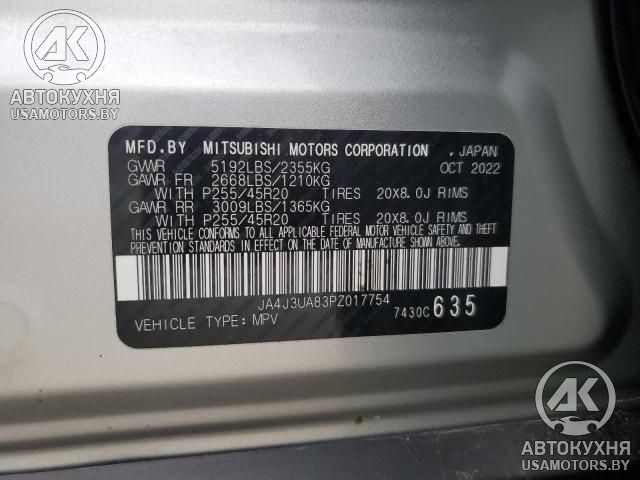 AK
АВТОКУХНЯ
USAMOTORS.BY
MFD.BY MITSUBISHI MOTORS CORPORATION . JAPAN
GVWR 5192LBS/2355KG OCT 2022
GAWR FR 2668LBS/1210KG
WITH P255/45R20 TIRES 20X8.0J RIMS
GAWR RR 3009LBS/1365KG
WITH P255/45R20 TIRES 20X8.0J RIMS
THIS VEHICLE CONFORMS TO ALL APPLICABLE FEDERAL MOTOR VEHICLE SAFETY AND THEFT
PREVENTION STANDARDS IN EFFECT ON THE DATE OF MANUFACTURE SHOWN ABOVE.
JA4J3UA83PZ017754
VEHICLE TYPE: MPV 7430C 635
AK
АВТОКУХНЯ
USAMOTORS.BY